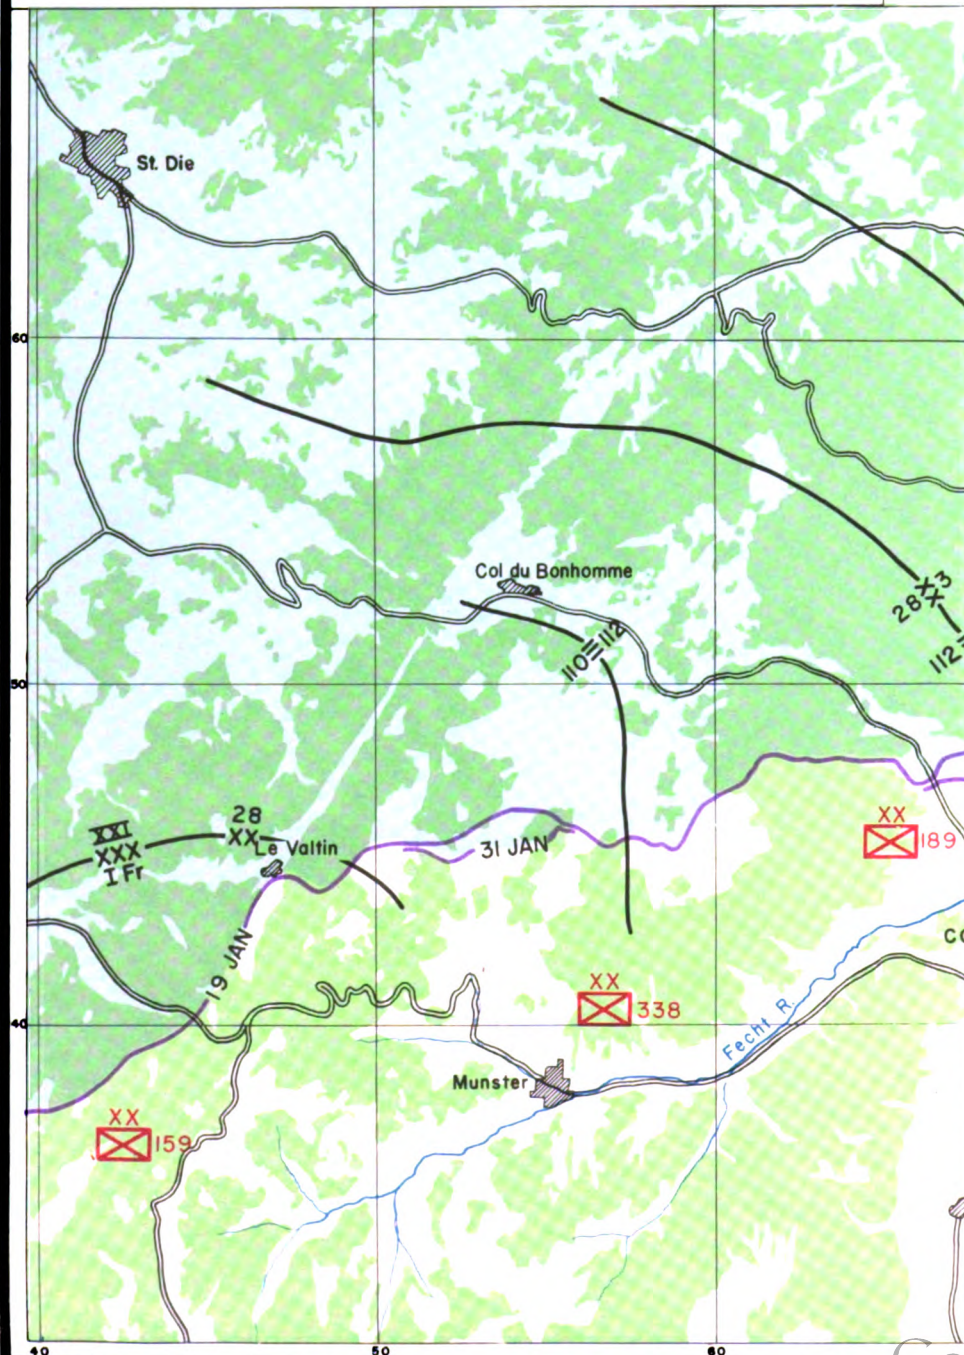 St. Die
60
Col du Bonhomme
28 XX 3
110 112
112
50
28
XXI
XX
XXX
Le Valtin
I Fr
31 JAN
XX
189
19 JAN
XX
338
Fecht R.
40
Munster
XX
159
40
50
60